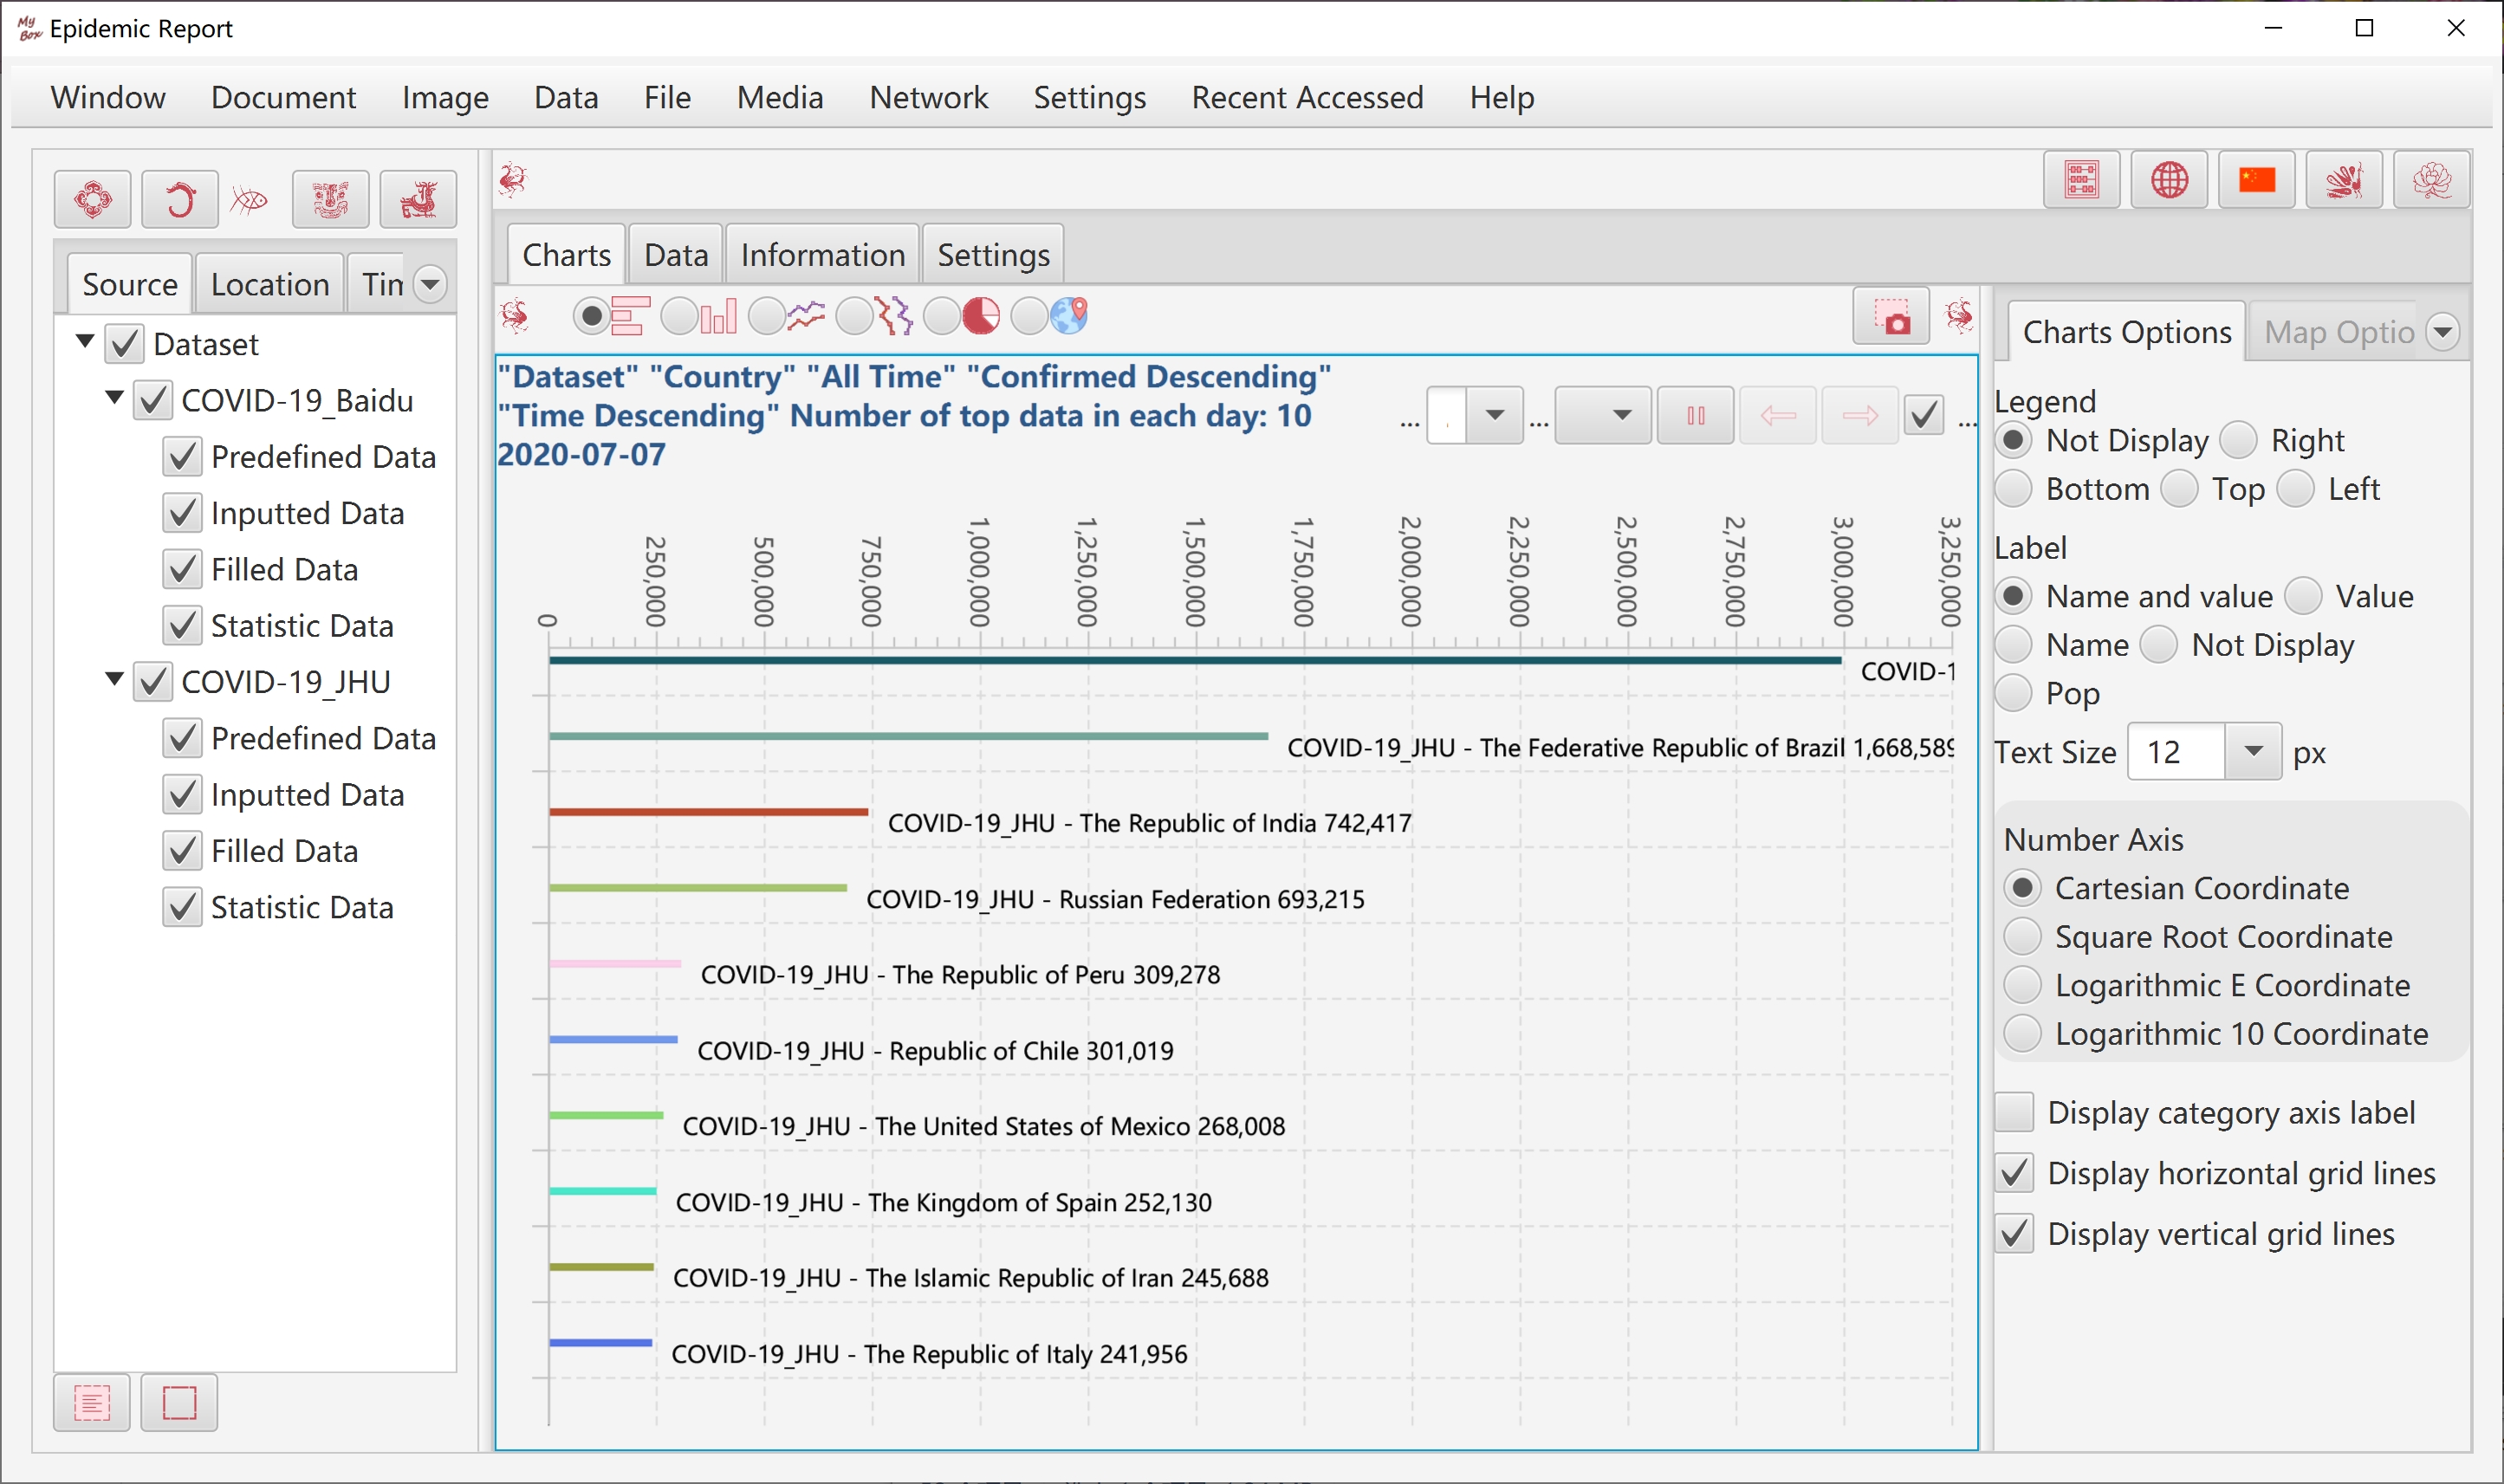 My Box Epidemic Report
Window Document Image Data File Media Network Settings Recent Accessed Help
Source Location Tim
Dataset
COVID-19_Baidu
Predefined Data
Inputted Data
Filled Data
Statistic Data
COVID-19_JHU
Predefined Data
Inputted Data
Filled Data
Statistic Data
Charts Data Information Settings
"Dataset" "Country" "All Time" "Confirmed Descending"
"Time Descending" Number of top data in each day: 10
2020-07-07
... ... ...
0 250,000 500,000 750,000 1,000,000 1,250,000 1,500,000 1,750,000 2,000,000 2,250,000 2,500,000 2,750,000 3,000,000 3,250,000
COVID-1
COVID-19_JHU - The Federative Republic of Brazil 1,668,589
COVID-19_JHU - The Republic of India 742,417
COVID-19_JHU - Russian Federation 693,215
COVID-19_JHU - The Republic of Peru 309,278
COVID-19_JHU - Republic of Chile 301,019
COVID-19_JHU - The United States of Mexico 268,008
COVID-19_JHU - The Kingdom of Spain 252,130
COVID-19_JHU - The Islamic Republic of Iran 245,688
COVID-19_JHU - The Republic of Italy 241,956
Charts Options Map Optio
Legend
Not Display Right
Bottom Top Left
Label
Name and value Value
Name Not Display
Pop
Text Size 12 px
Number Axis
Cartesian Coordinate
Square Root Coordinate
Logarithmic E Coordinate
Logarithmic 10 Coordinate
Display category axis label
Display horizontal grid lines
Display vertical grid lines